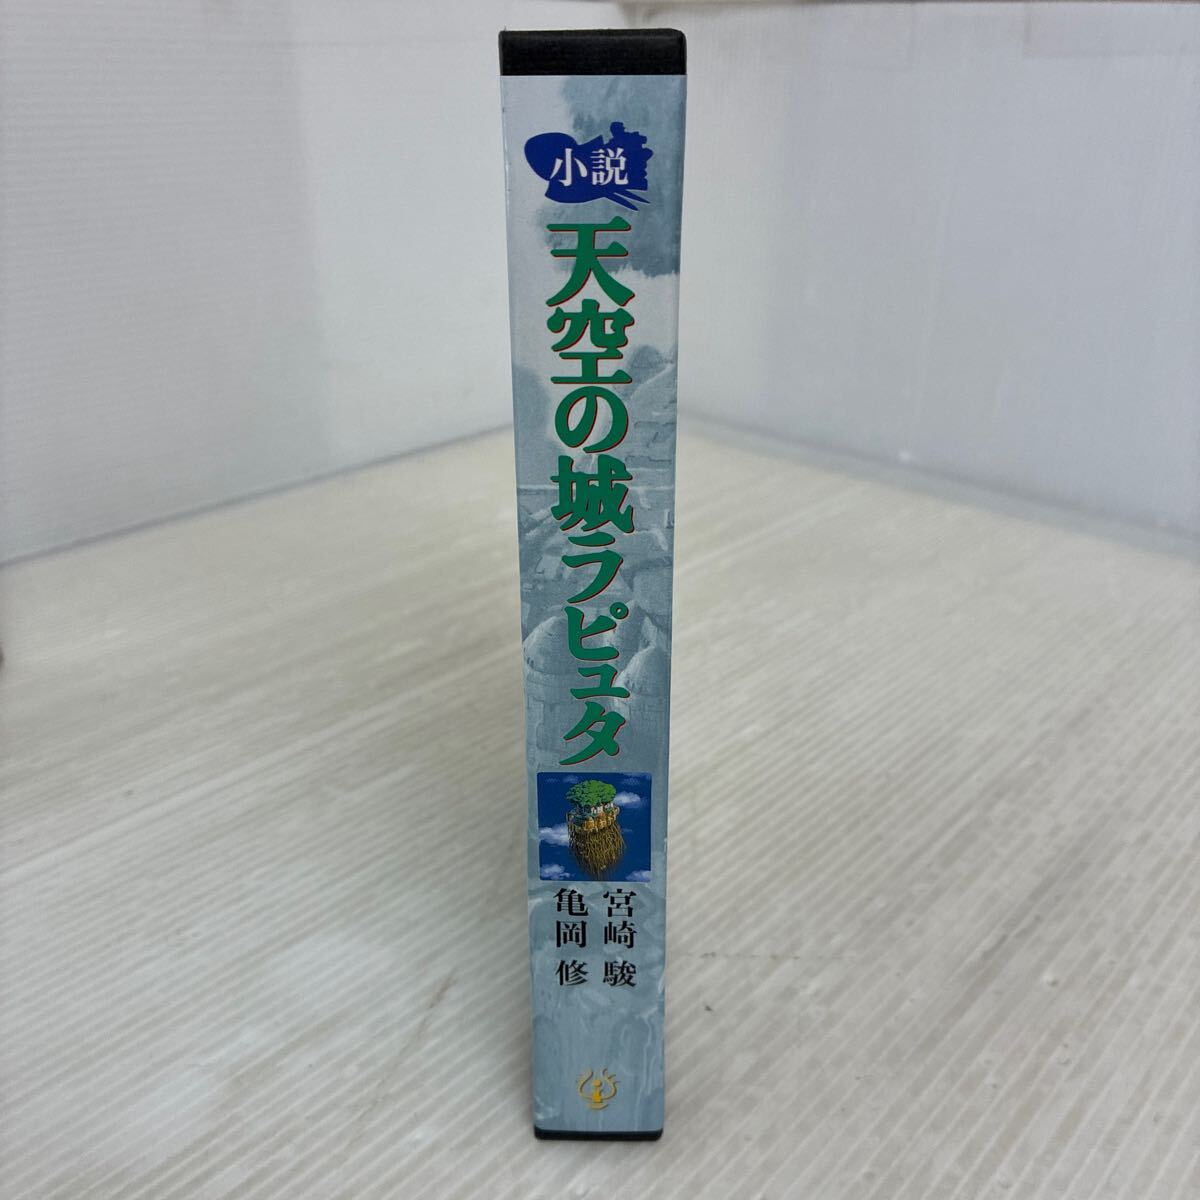 小説
天空の城ラピュタ
宮崎 駿
亀岡 修